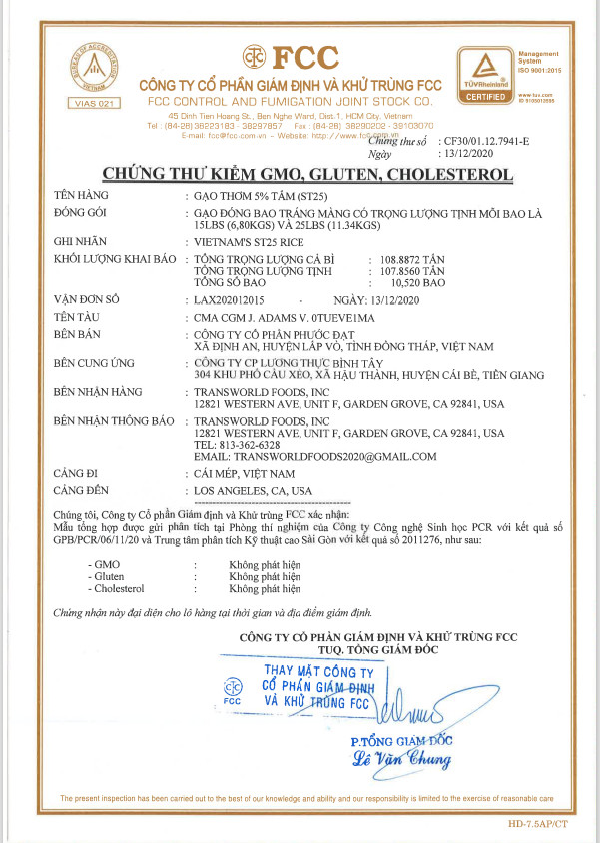 BUREAU OF ACCREDITATION
VIETNAM
VIAS 021
FCC
CÔNG TY CỔ PHẦN GIÁM ĐỊNH VÀ KHỬ TRÙNG FCC
FCC CONTROL AND FUMIGATION JOINT STOCK CO.
45 Dinh Tien Hoang St., Ben Nghe Ward, Dist.1, HCM City, Vietnam
Tel : (84-28) 38223183 - 38297857 Fax : (84-28) 38290202 - 39103070
E-mail: fcc@fcc.com.vn - Website: http://www.fcc.com.vn
TÜVRheinland
CERTIFIED
Management
System
ISO 9001:2015
www.tuv.com
ID 9105013595
Chứng thư số : CF30/01.12.7941-E
Ngày : 13/12/2020
CHỨNG THƯ KIỂM GMO, GLUTEN, CHOLESTEROL
TÊN HÀNG : GẠO THƠM 5% TẤM (ST25)
ĐÓNG GÓI : GẠO ĐÓNG BAO TRÁNG MÀNG CÓ TRỌNG LƯỢNG TỊNH MỖI BAO LÀ
15LBS (6,80KGS) VÀ 25LBS (11.34KGS)
GHI NHÃN : VIETNAM'S ST25 RICE
KHỐI LƯỢNG KHAI BÁO : TỔNG TRỌNG LƯỢNG CẢ BÌ : 108.8872 TẤN
TỔNG TRỌNG LƯỢNG TỊNH : 107.8560 TẤN
TỔNG SỐ BAO : 10,520 BAO
VẬN ĐƠN SỐ : LAX202012015 - NGÀY: 13/12/2020
TÊN TÀU : CMA CGM J. ADAMS V. 0TUEVE1MA
BÊN BÁN : CÔNG TY CỔ PHẦN PHƯỚC ĐẠT
XÃ ĐỊNH AN, HUYỆN LẤP VÒ, TỈNH ĐỒNG THÁP, VIỆT NAM
BÊN CUNG ỨNG : CÔNG TY CP LƯƠNG THỰC BÌNH TÂY
304 KHU PHỐ CẦU XÉO, XÃ HẬU THÀNH, HUYỆN CÁI BÈ, TIỀN GIANG
BÊN NHẬN HÀNG : TRANSWORLD FOODS, INC
12821 WESTERN AVE. UNIT F, GARDEN GROVE, CA 92841, USA
BÊN NHẬN THÔNG BÁO : TRANSWORLD FOODS, INC
12821 WESTERN AVE. UNIT F, GARDEN GROVE, CA 92841, USA
TEL: 813-362-6328
EMAIL: TRANSWORLDFOODS2020@GMAIL.COM
CẢNG ĐI : CÁI MÉP, VIỆT NAM
CẢNG ĐẾN : LOS ANGELES, CA, USA
Chúng tôi, Công ty Cổ phần Giám định và Khử trùng FCC xác nhận:
Mẫu tổng hợp được gửi phân tích tại Phòng thí nghiệm của Công ty Công nghệ Sinh học PCR với kết quả số
GPB/PCR/06/11/20 và Trung tâm phân tích Kỹ thuật cao Sài Gòn với kết quả số 2011276, như sau:
- GMO : Không phát hiện
- Gluten : Không phát hiện
- Cholesterol : Không phát hiện
Chứng nhận này đại diện cho lô hàng tại thời gian và địa điểm giám định.
CÔNG TY CỔ PHẦN GIÁM ĐỊNH VÀ KHỬ TRÙNG FCC
TUQ. TỔNG GIÁM ĐỐC
THAY MẶT CÔNG TY
CỔ PHẦN GIÁM ĐỊNH
VÀ KHỬ TRÙNG FCC
FCC
P.TỔNG GIÁM ĐỐC
Lê Văn Chung
The present inspection has been carried out to the best of our knowledge and ability and our responsibility is limited to the exercise of reasonable care
HD-7.5AP/CT